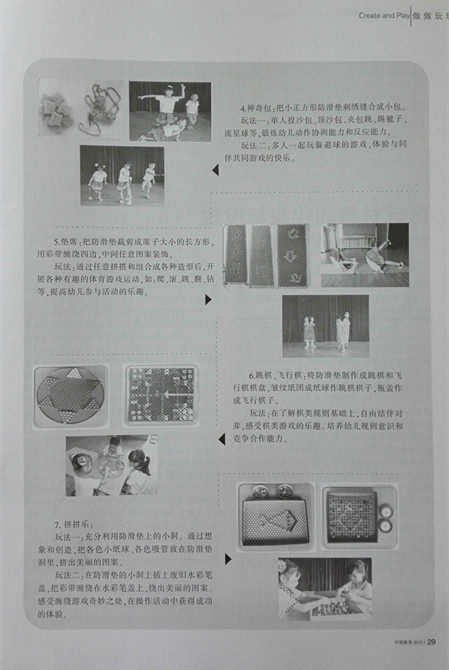 Create and Play 做做玩玩
4.神奇包：把小正方形防滑垫刺绣缝合成小包。
玩法一：单人投沙包、顶沙包、夹包跳、踢毽子、
流星球等，锻炼幼儿动作协调能力和反应能力。
玩法二：多人一起玩躲避球的游戏，体验与同
伴共同游戏的快乐。
5.垫席：把防滑垫裁剪成席子大小的长方形，
用彩带缠绕四边，中间任意图案装饰。
玩法：通过任意拼搭和组合成各种造型后，开
展各种有趣的体育游戏运动，如：爬、滚、跳、翻、钻
等，提高幼儿参与活动的乐趣。
6.跳棋、飞行棋：将防滑垫制作成跳棋和飞
行棋棋盘，皱纹纸团成纸球作跳棋棋子，瓶盖作
成飞行棋子。
玩法：在了解棋类规则基础上，自由结伴对
弈，感受棋类游戏的乐趣。培养幼儿规则意识和
竞争合作能力。
7. 拼拼乐：
玩法一：充分利用防滑垫上的小洞。通过想
象和创造，把各色小纸球、各色吸管放在防滑垫
洞里，拼出美丽的图案。
玩法二：在防滑垫的小洞上插上废旧水彩笔
盖，把彩带缠绕在水彩笔盖上，绕出美丽的图案。
感受缠绕游戏奇妙之处，在操作活动中获得成功
的体验。
29